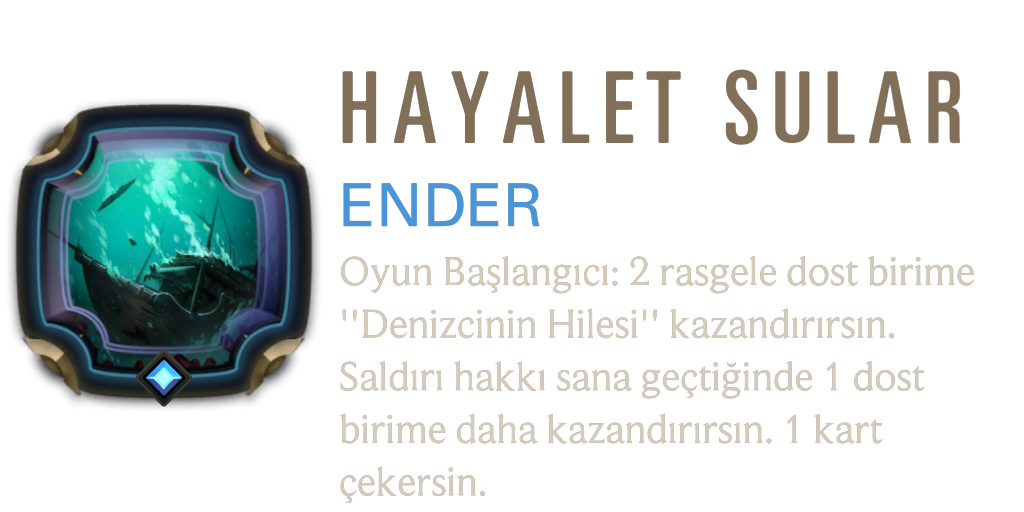 HAYALET SULAR
ENDER
Oyun Başlangıcı: 2 rasgele dost birime
''Denizcinin Hilesi'' kazandırırsın.
Saldırı hakkı sana geçtiğinde 1 dost
birime daha kazandırırsın. 1 kart
çekersin.